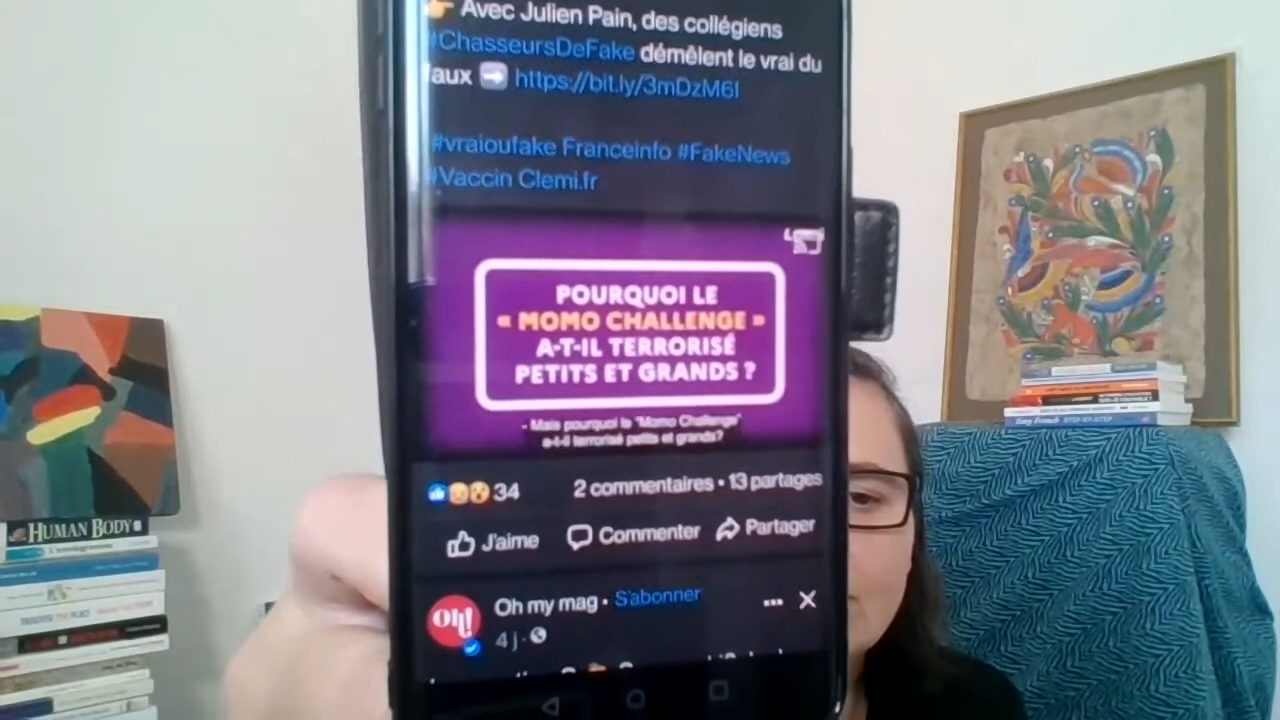 👉 Avec Julien Pain, des collégiens
#ChasseursDeFake démêlent le vrai du
faux ➡ https://bit.ly/3mDzM6I
#vraioufake Franceinfo #FakeNews
#Vaccin Clemi.fr
POURQUOI LE
« MOMO CHALLENGE »
A-T-IL TERRORISÉ
PETITS ET GRANDS ?
- Mais pourquoi le "Momo Challenge"
a-t-il terrorisé petits et grands?
34 2 commentaires • 13 partages
J'aime Commenter Partager
Oh my mag • S'abonner
OH!
4 j ·
HUMAN BODY